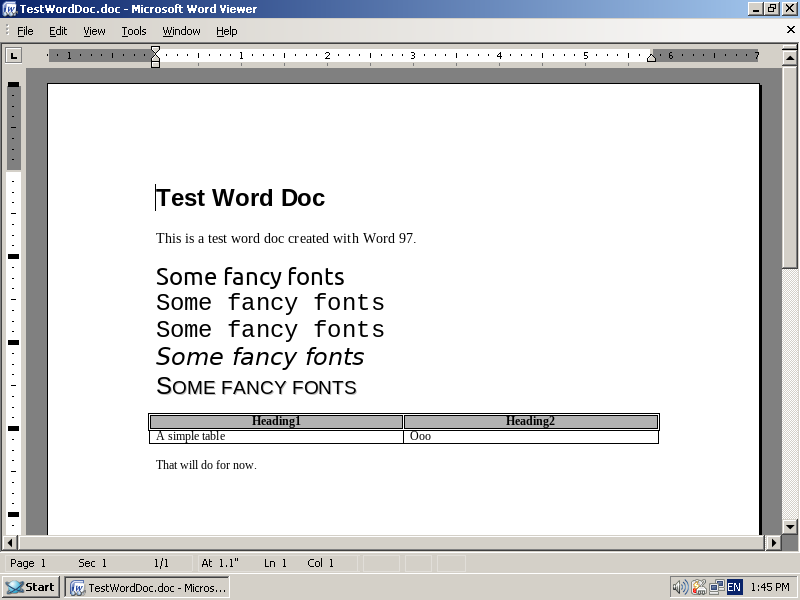 TestWordDoc.doc - Microsoft Word Viewer
File Edit View Tools Window Help
1 1 2 3 4 5 6 7
Test Word Doc
This is a test word doc created with Word 97.
Some fancy fonts
Some fancy fonts
Some fancy fonts
Some fancy fonts
SOME FANCY FONTS
Heading1 Heading2
A simple table Ooo
That will do for now.
Page 1 Sec 1 1/1 At 1.1" Ln 1 Col 1
Start TestWordDoc.doc - Micros... EN 1:45 PM